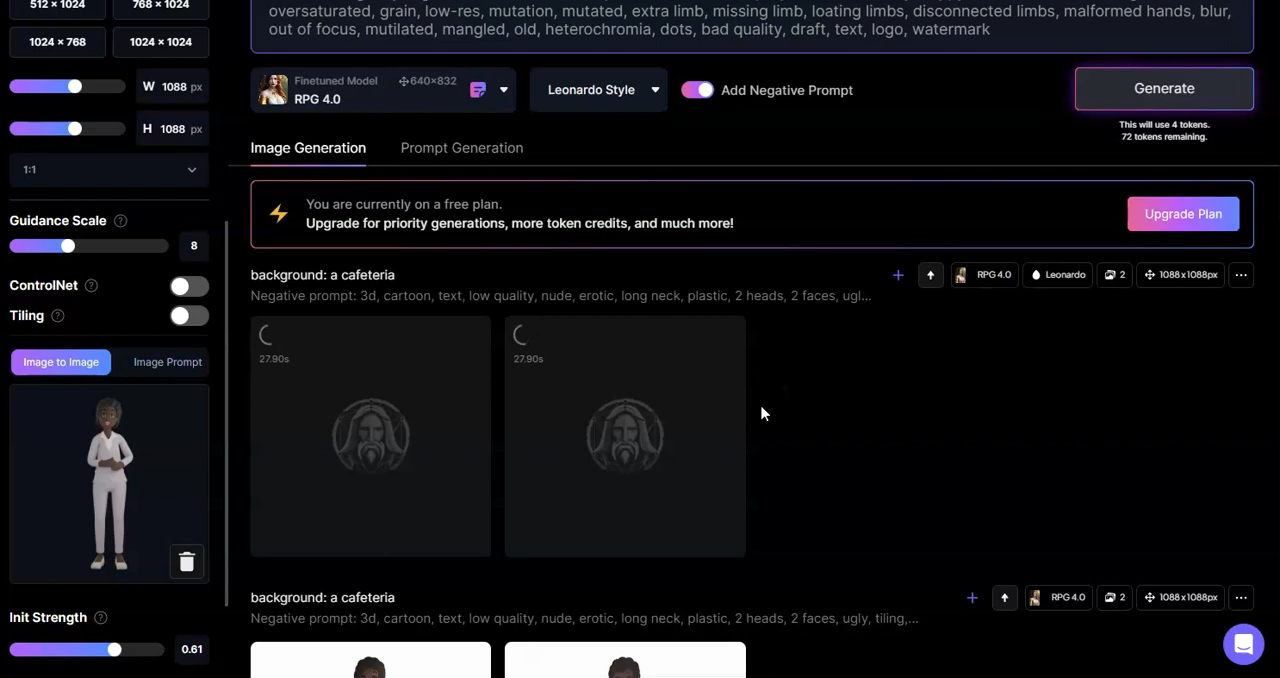 512 × 1024
768 × 1024
1024 × 768
1024 × 1024
W 1088 px
H 1088 px
1:1
Guidance Scale
8
ControlNet
Tiling
Image to Image
Image Prompt
Init Strength
0.61
oversaturated, grain, low-res, mutation, mutated, extra limb, missing limb, loating limbs, disconnected limbs, malformed hands, blur,
out of focus, mutilated, mangled, old, heterochromia, dots, bad quality, draft, text, logo, watermark
Finetuned Model
640×832
RPG 4.0
Leonardo Style
Add Negative Prompt
Generate
This will use 4 tokens.
72 tokens remaining.
Image Generation
Prompt Generation
You are currently on a free plan.
Upgrade for priority generations, more token credits, and much more!
Upgrade Plan
background: a cafeteria
RPG 4.0
Leonardo
2
1088x1088px
Negative prompt: 3d, cartoon, text, low quality, nude, erotic, long neck, plastic, 2 heads, 2 faces, ugl...
27.90s
27.90s
background: a cafeteria
RPG 4.0
2
1088x1088px
Negative prompt: 3d, cartoon, text, low quality, nude, erotic, long neck, plastic, 2 heads, 2 faces, ugly, tiling,...